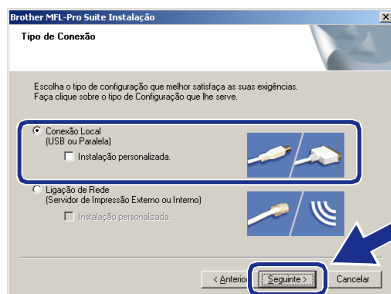 Brother MFL-Pro Suite Instalação
Tipo de Conexão
Escolha o tipo de configuração que melhor satisfaça as suas exigências.
Faça clique sobre o tipo de Configuração que lhe serve.
Conexão Local
(USB ou Paralela)
Instalação personalizada.
Ligação de Rede
(Servidor de Impressão Externo ou Interno)
Instalação personalizada.
< Anterio Seguinte > Cancelar